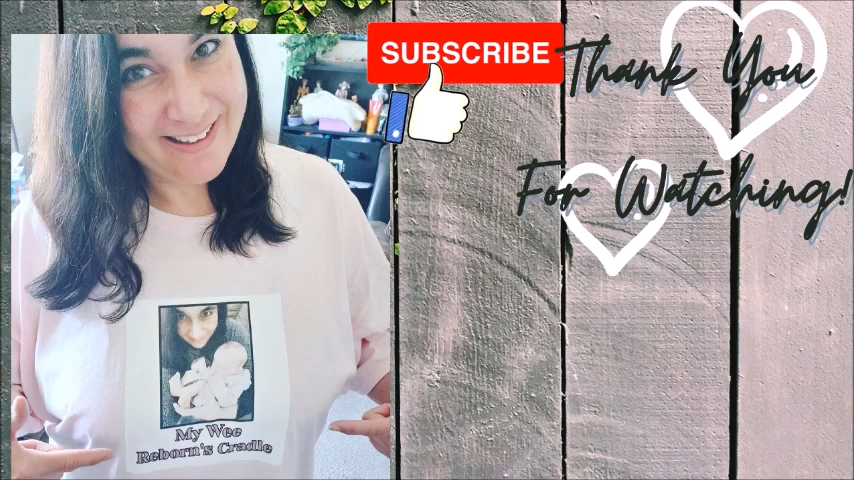 SUBSCRIBE
Thank You
For Watching!
My Wee
Reborn's Cradle